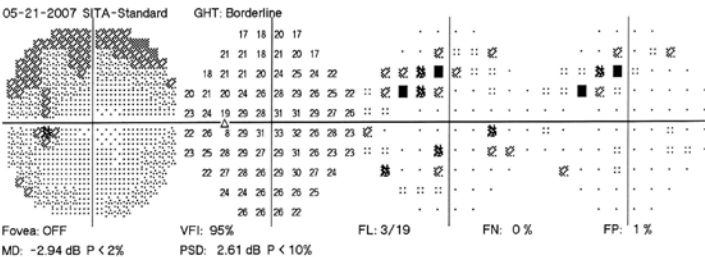 05-21-2007 SITA-Standard GHT: Borderline
17 18 20 17
21 21 18 21 20 17
18 21 21 20 24 25 24 22
20 21 20 24 26 28 29 26 25 22
23 24 19 29 28 31 31 29 27 26
22 26 8 29 31 33 32 26 28 23
23 25 28 29 27 29 31 26 23 23
22 27 28 26 29 30 27 24
24 24 26 26 26 25
26 26 26 22
Fovea: OFF VFI: 95% FL: 3/19 FN: 0 % FP: 1 %
MD: -2.94 dB P < 2% PSD: 2.61 dB P < 10%